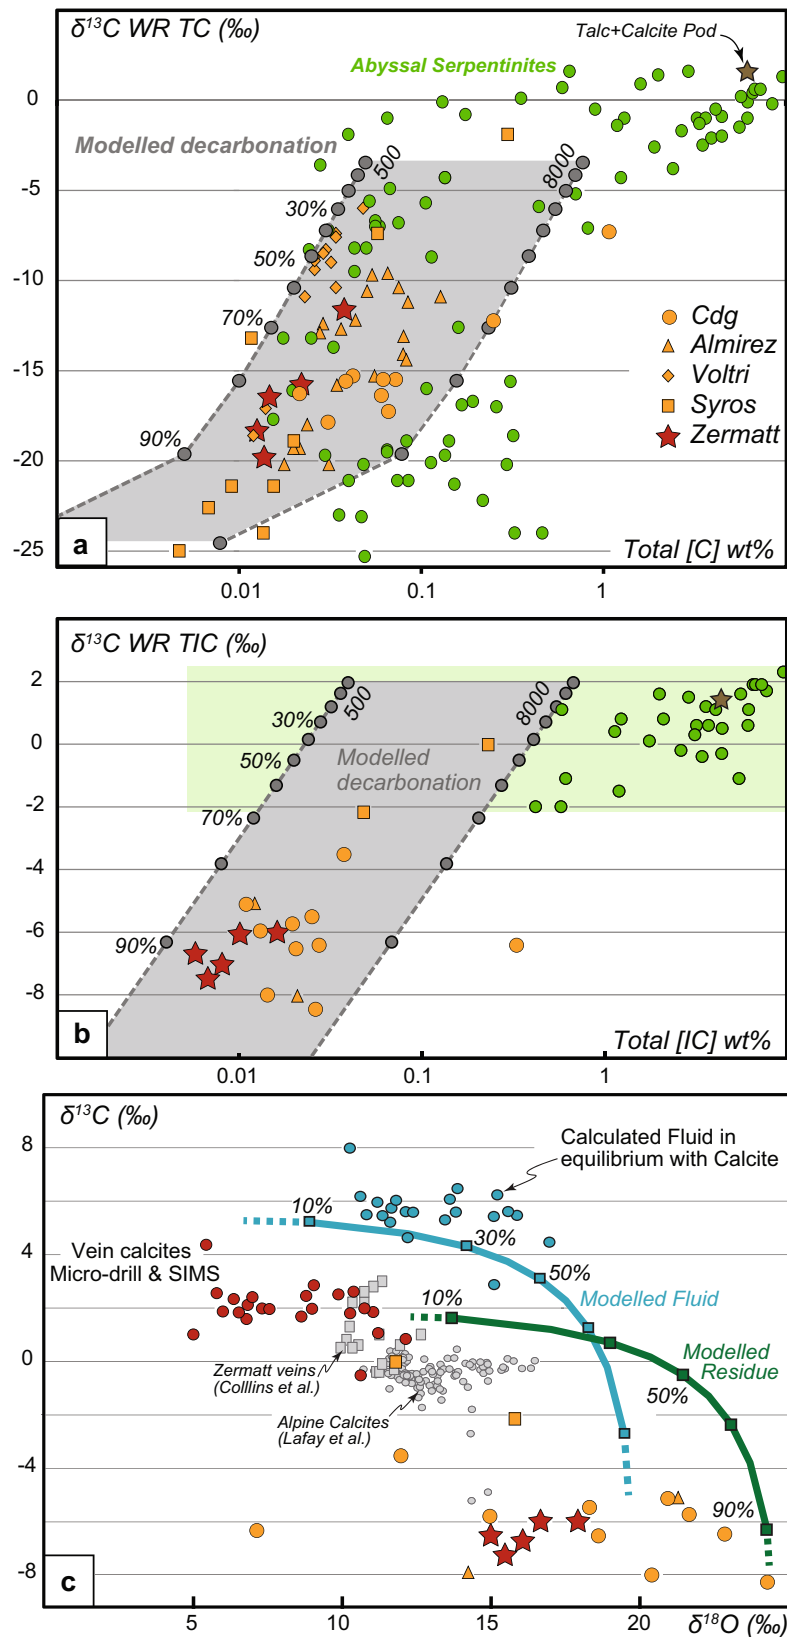 δ¹³C WR TC (‰)
Talc+Calcite Pod
Abyssal Serpentinites
0
Modelled decarbonation
500
8000
-5
30%
50%
-10
70%
Cdg
Almirez
Voltri
Syros
Zermatt
-15
90%
-20
a
Total [C] wt%
-25
0.01
0.1
1
δ¹³C WR TIC (‰)
2
500
8000
30%
0
50%
Modelled
decarbonation
-2
70%
-4
-6
90%
-8
b
Total [IC] wt%
0.01
0.1
1
δ¹³C (‰)
8
Calculated Fluid in
equilibrium with Calcite
10%
30%
4
Vein calcites
Micro-drill & SIMS
50%
Modelled Fluid
10%
Modelled
Residue
0
Zermatt veins
(Colllins et al.)
50%
Alpine Calcites
(Lafay et al.)
-4
90%
-8
c
5
10
15
20
δ¹⁸O (‰)